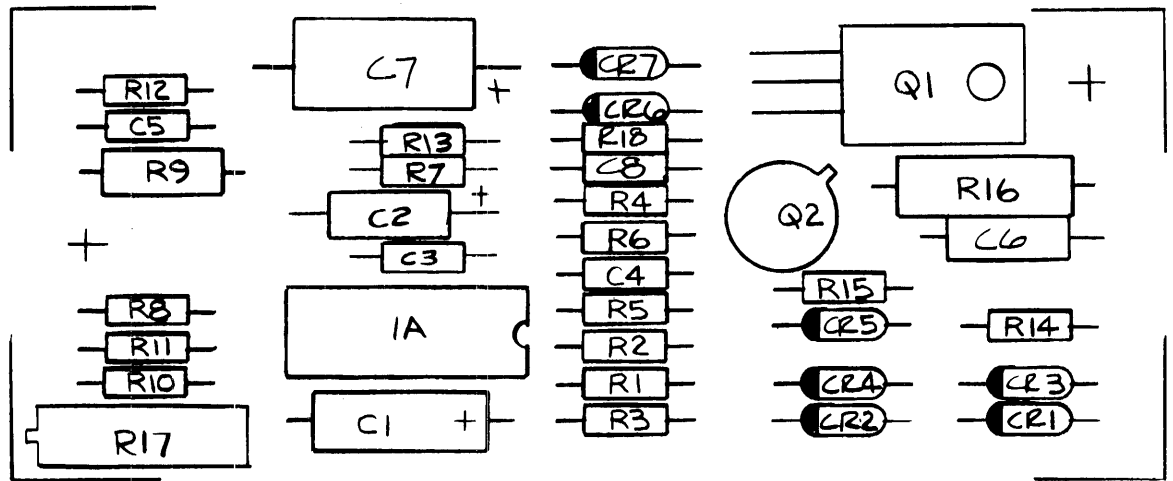 R12
C5
R9
R8
R11
R10
R17
C7
+
R13
R7
+
C2
C3
1A
C1 +
CR7
CR6
R18
C8
R4
R6
C4
R5
R2
R1
R3
Q1
Q2
R16
C6
R15
CR5
R14
CR4
CR3
CR2
CR1